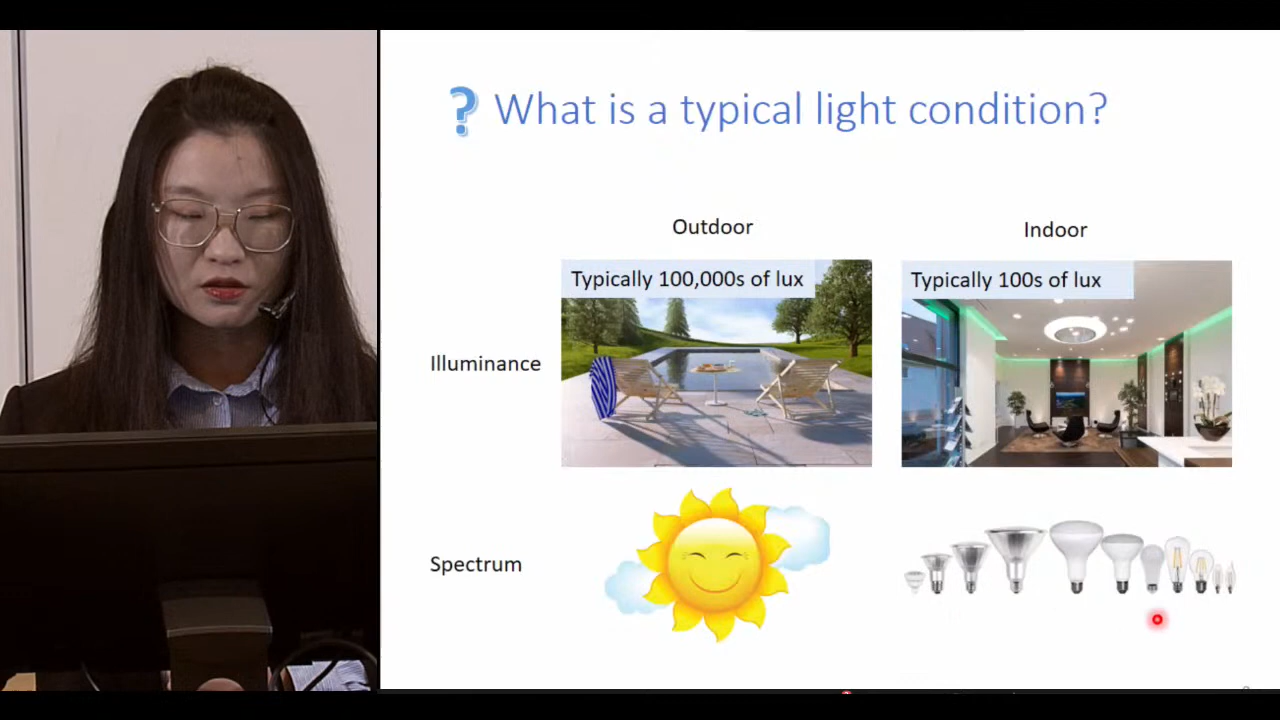 ? What is a typical light condition?
Outdoor
Indoor
Typically 100,000s of lux
Typically 100s of lux
Illuminance
Spectrum